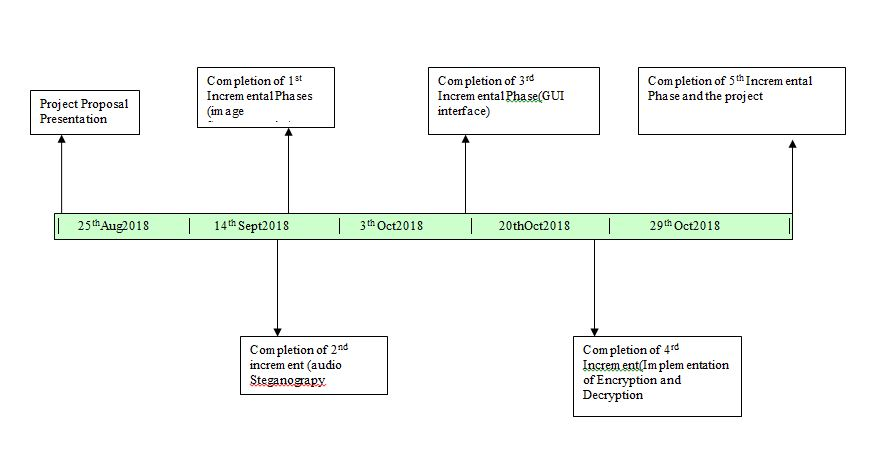 Project Proposal
Presentation
Completion of 1st
Incremental Phases
(image
Completion of 3rd
Incremental Phase(GUI
interface)
Completion of 5th Incremental
Phase and the project
25th Aug2018
14th Sept2018
3th Oct2018
20thOct2018
29th Oct2018
Completion of 2nd
increment (audio
Steganograpy
Completion of 4rd
Increment(Implementation
of Encryption and
Decryption